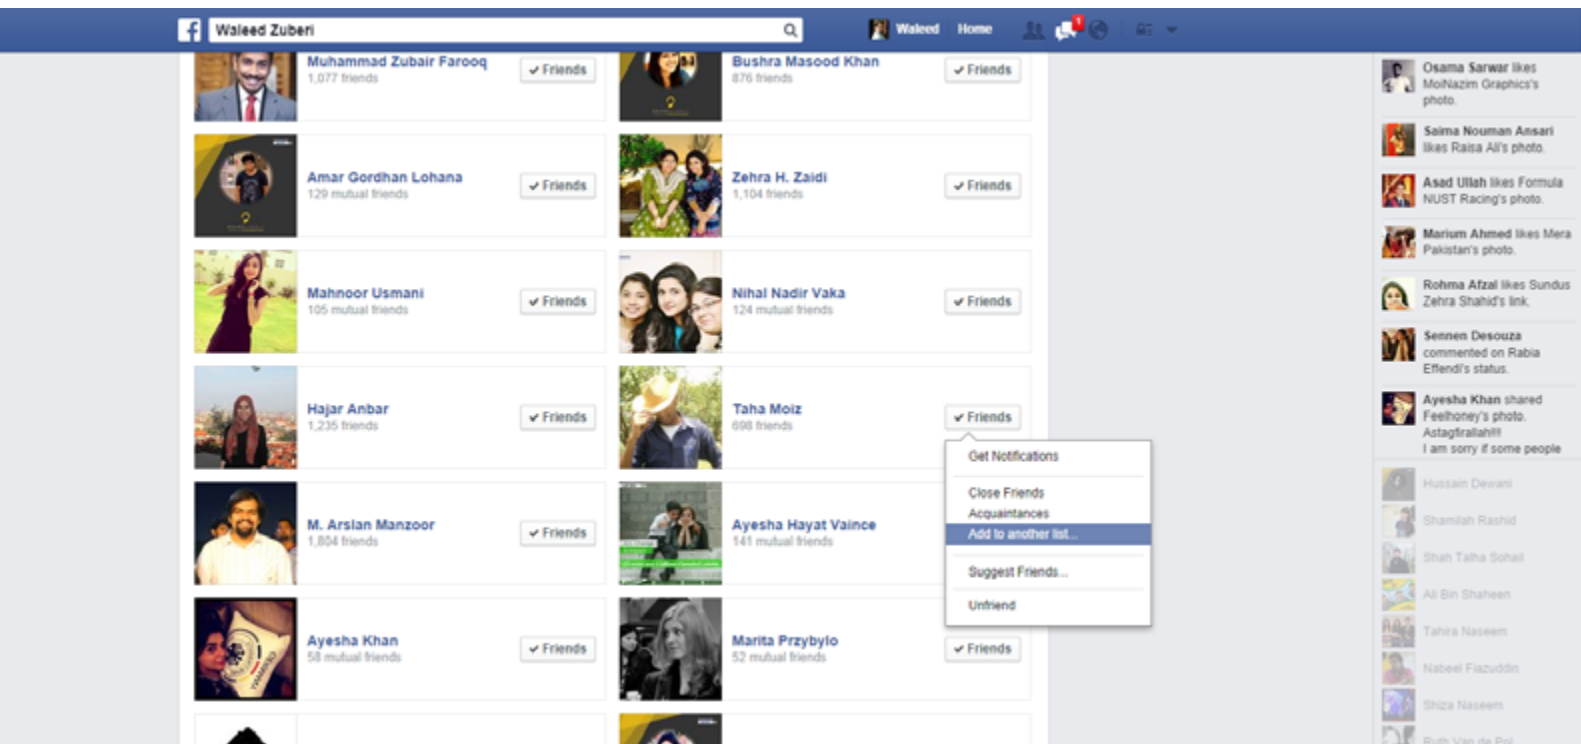 Waleed Zuberi
Waleed
Home
1
Muhammad Zubair Farooq
1,077 friends
Friends
Bushra Masood Khan
876 friends
Friends
Amar Gordhan Lohana
129 mutual friends
Friends
Zehra H. Zaidi
1,104 friends
Friends
Mahnoor Usmani
105 mutual friends
Friends
Nihal Nadir Vaka
124 mutual friends
Friends
Hajar Anbar
1,235 friends
Friends
Taha Moiz
698 friends
Friends
Get Notifications
Close Friends
Acquaintances
Add to another list...
Suggest Friends...
Unfriend
M. Arslan Manzoor
1,804 friends
Friends
Ayesha Hayat Vaince
141 mutual friends
Ayesha Khan
58 mutual friends
Friends
Marita Przybylo
52 mutual friends
Friends
Osama Sarwar likes
MoiNazim Graphics's
photo.
Saima Nouman Ansari
likes Raisa Ali's photo.
Asad Ullah likes Formula
NUST Racing's photo.
Marium Ahmed likes Mera
Pakistan's photo.
Rohma Afzal likes Sundus
Zehra Shahid's link.
Sennen Desouza
commented on Rabia
Effendi's status.
Ayesha Khan shared
Feelhoney's photo.
Astagfirallah!!!
I am sorry if some people
Hussain Dewani
Shamilah Rashid
Shah Talha Sohail
Ali Bin Shaheen
Tahira Naseem
Nabeel Fiazuddin
Shiza Naseem
Ruth Van de Pol